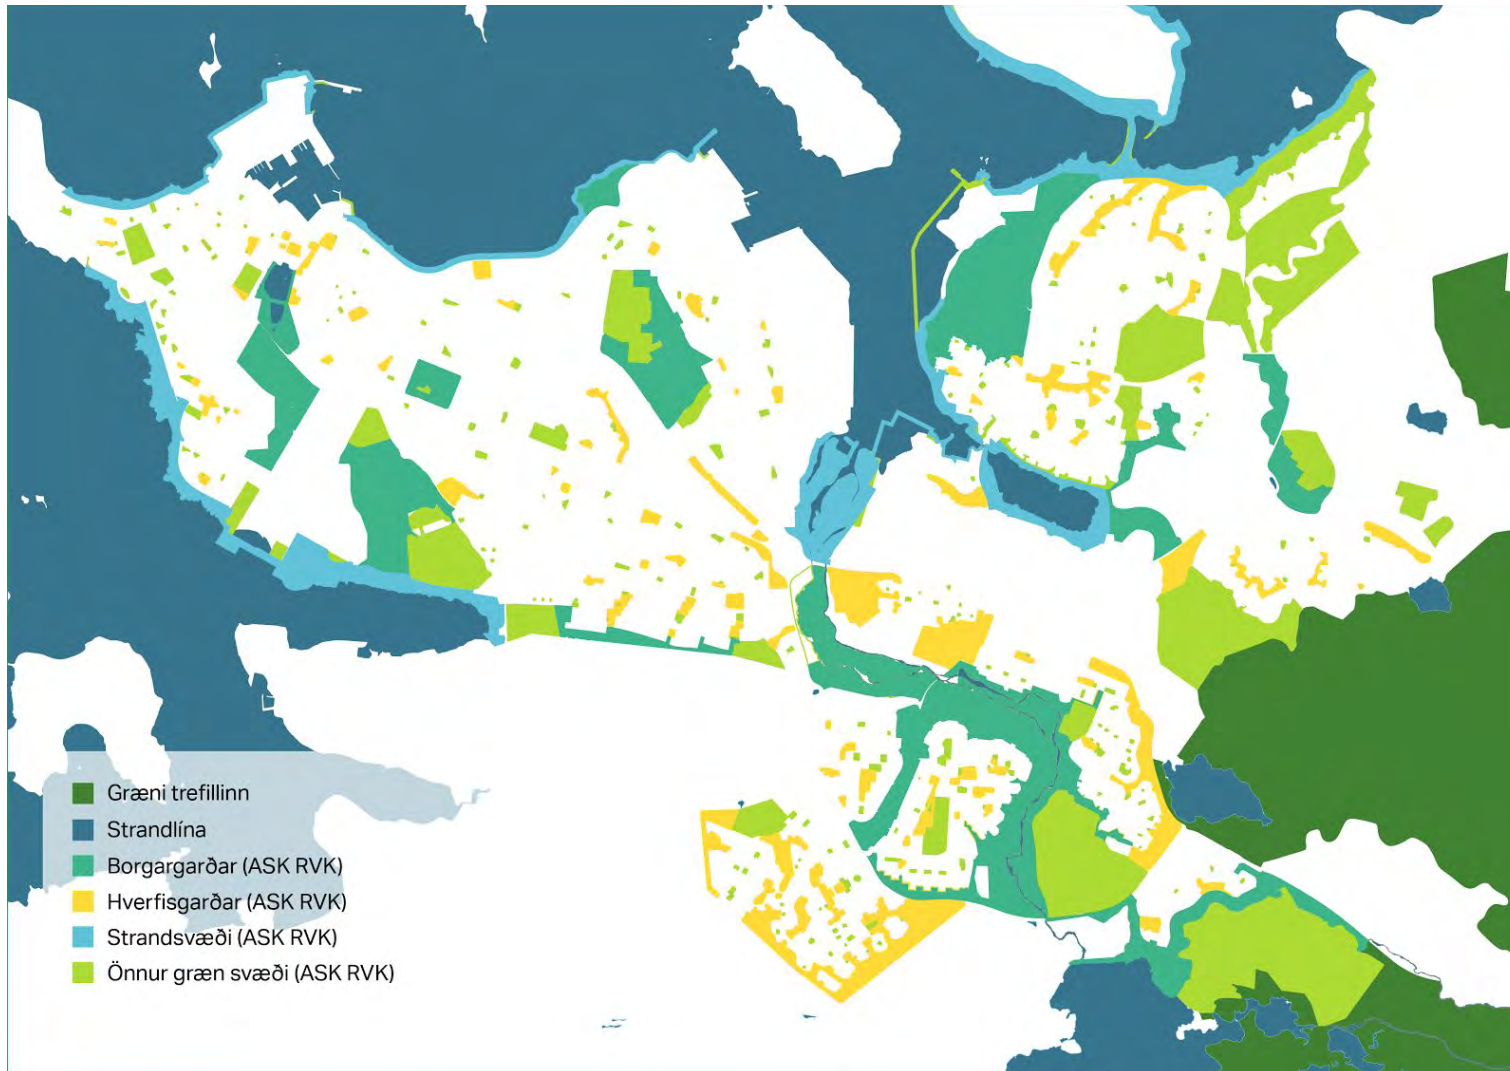 Græni trefillinn
Strandlína
Borgargarðar (ASK RVK)
Hverfisgarðar (ASK RVK)
Strandsvæði (ASK RVK)
Önnur græn svæði (ASK RVK)